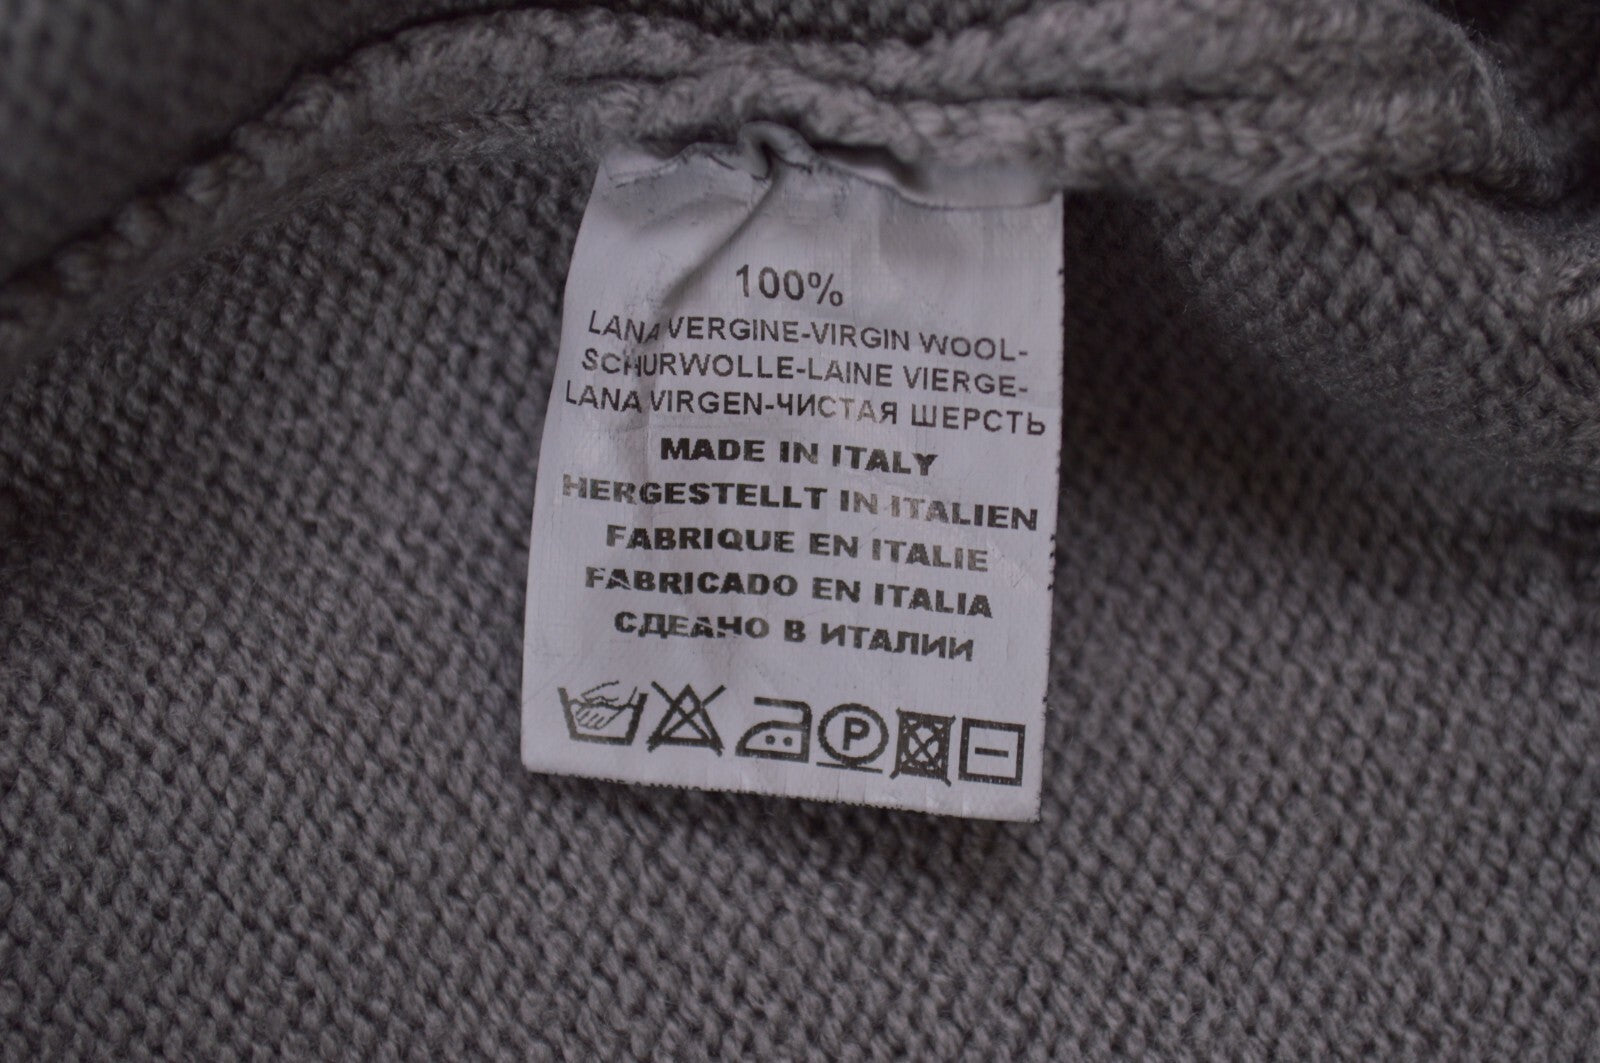 100%
LANA VERGINE-VIRGIN WOOL-
SCHURWOLLE-LAINE VIERGE-
LANA VIRGEN-ЧИСТАЯ ШЕРСТЬ
MADE IN ITALY
HERGESTELLT IN ITALIEN
FABRIQUE EN ITALIE
FABRICADO EN ITALIA
СДЕАНО В ИТАЛИИ
P